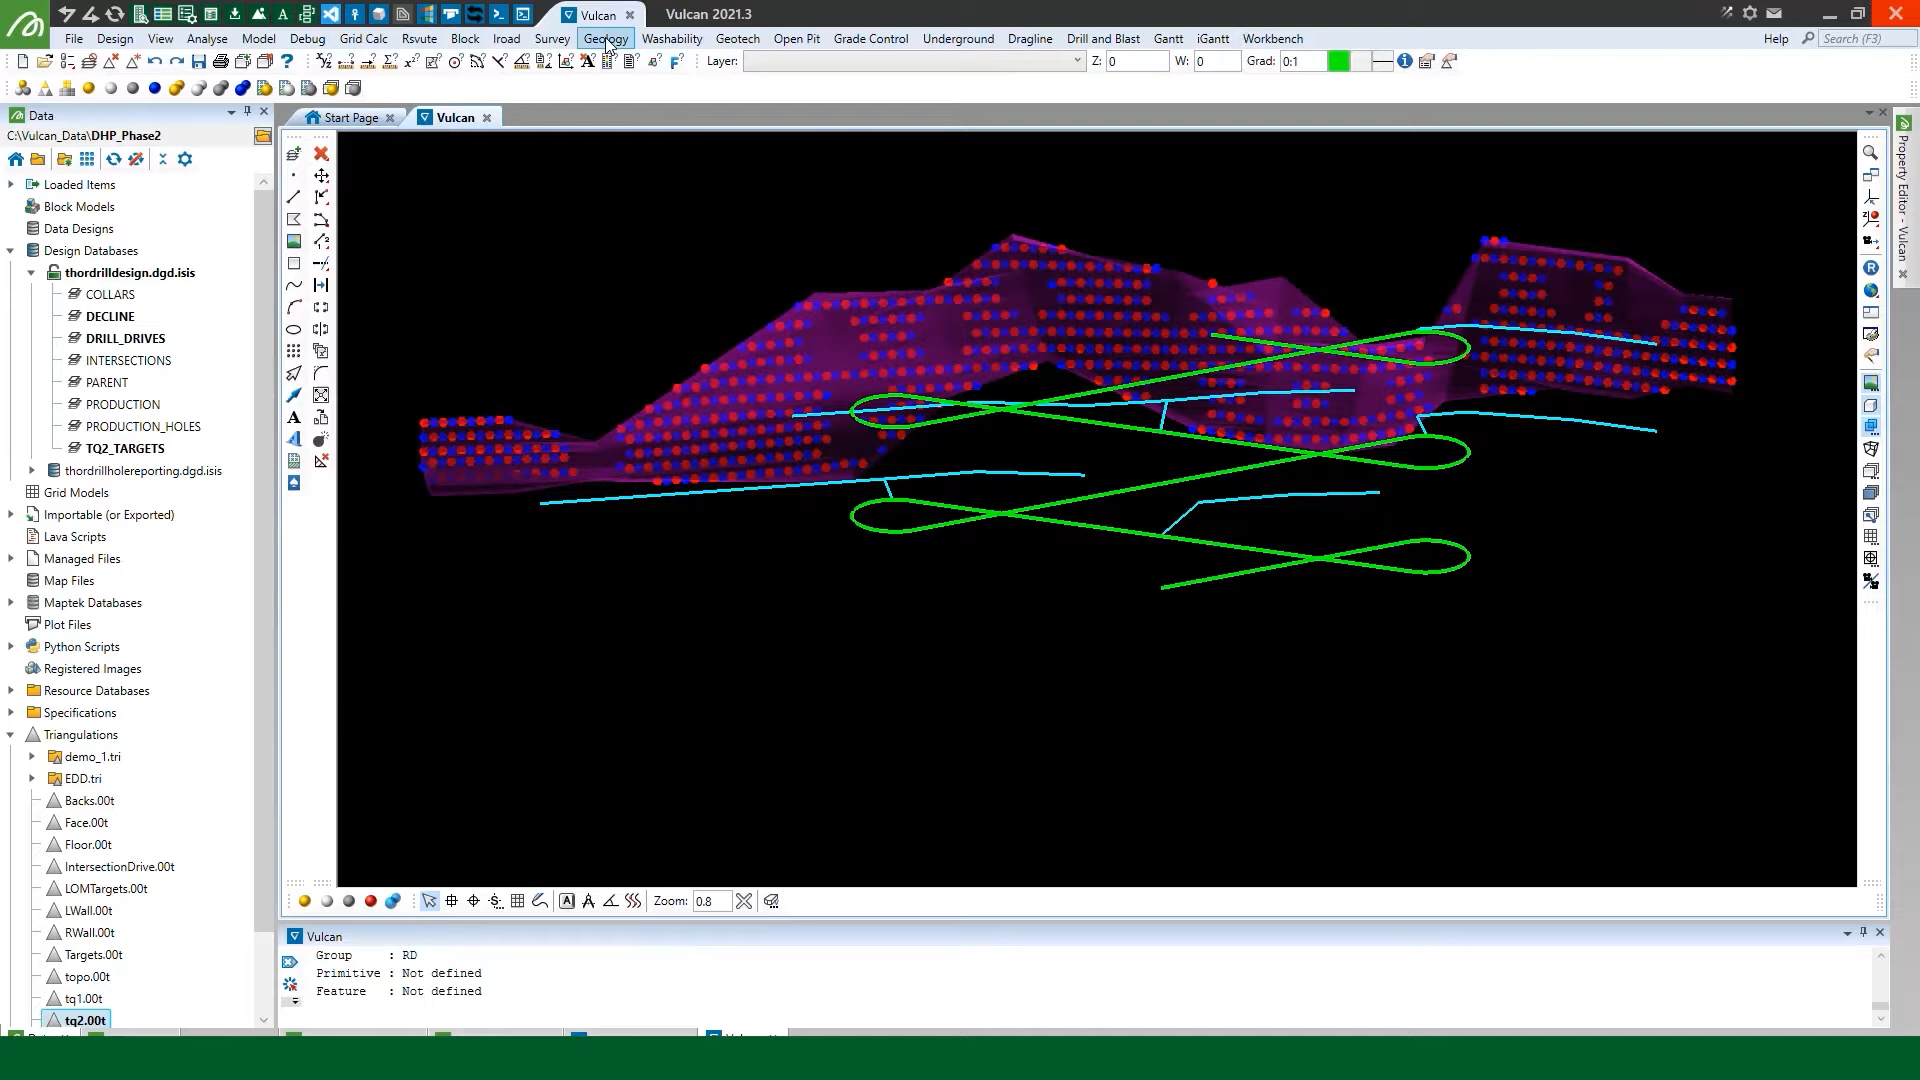 Vulcan
Vulcan 2021.3
File Design View Analyse Model Debug Grid Calc Rsvute Block Iroad Survey Geology Washability Geotech Open Pit Grade Control Underground Dragline Drill and Blast Gantt iGantt Workbench Help Search (F3)
Layer: Z: 0 W: 0 Grad: 0:1
Data
C:\Vulcan_Data\DHP_Phase2
Start Page
Vulcan
Loaded Items
Block Models
Data Designs
Design Databases
thordrilldesign.dgd.isis
COLLARS
DECLINE
DRILL_DRIVES
INTERSECTIONS
PARENT
PRODUCTION
PRODUCTION_HOLES
TQ2_TARGETS
thordrillholereporting.dgd.isis
Grid Models
Importable (or Exported)
Lava Scripts
Managed Files
Map Files
Maptek Databases
Plot Files
Python Scripts
Registered Images
Resource Databases
Specifications
Triangulations
demo_1.tri
EDD.tri
Backs.00t
Face.00t
Floor.00t
IntersectionDrive.00t
LOMTargets.00t
LWall.00t
RWall.00t
Targets.00t
topo.00t
tq1.00t
tq2.00t
Zoom: 0.8
Vulcan
Group : RD
Primitive : Not defined
Feature : Not defined
Property Editor - Vulcan